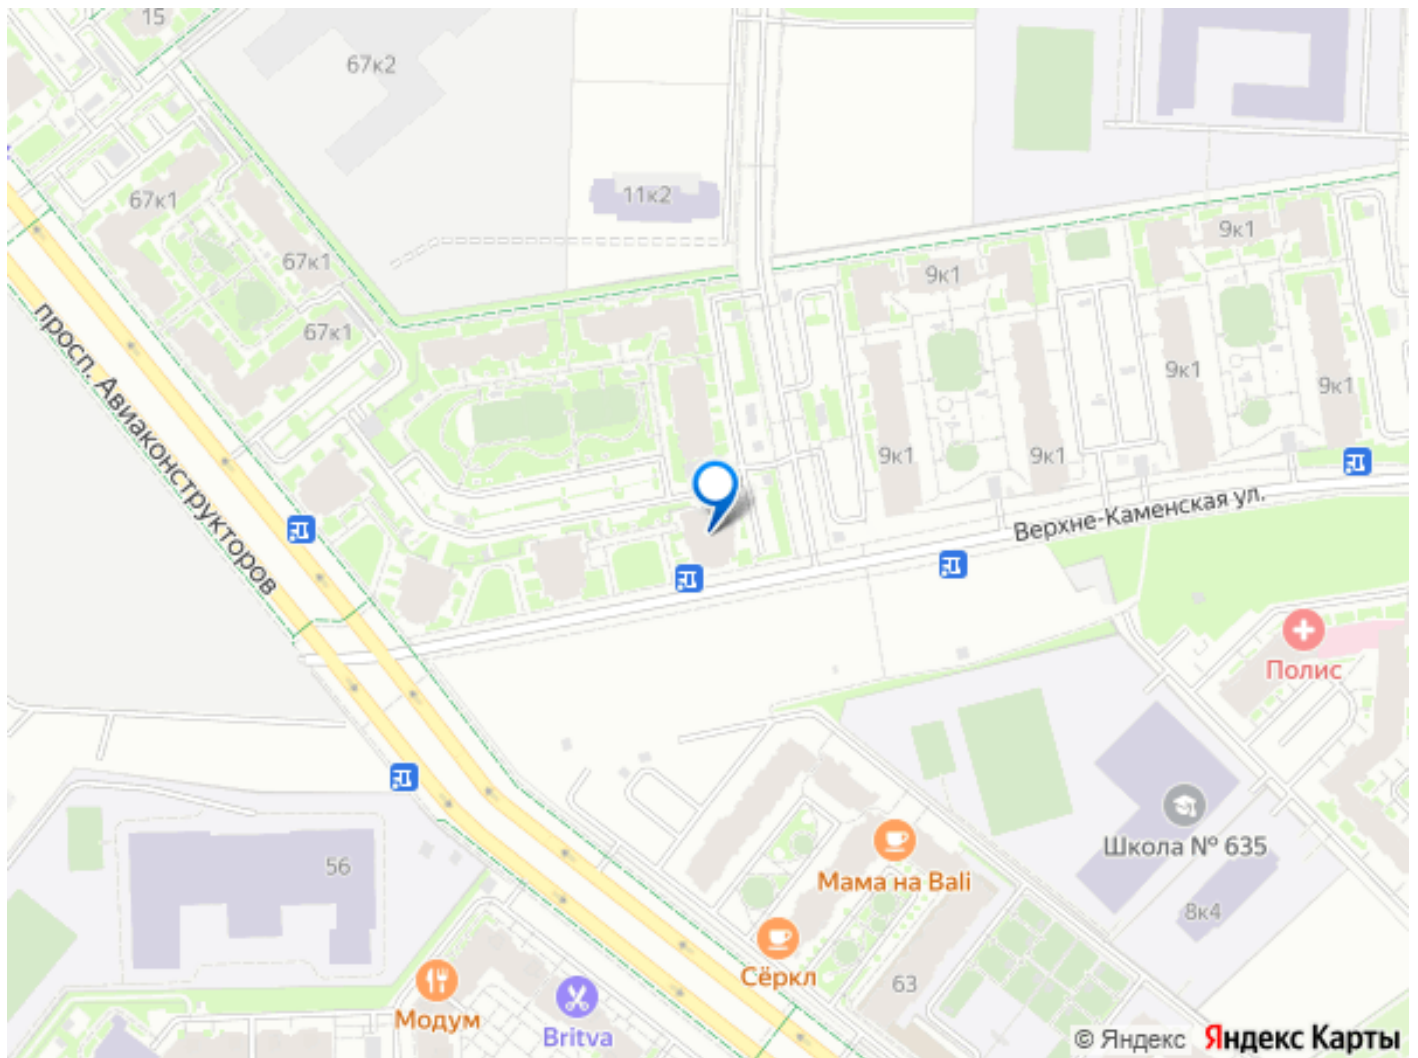 15
67к2
11к2
67к1
67к1
67к1
9к1
9к1
9к1
9к1
9к1
9к1
просп. Авиаконструкторов
Верхне-Каменская ул.
Полис
Школа № 635
8к4
Мама на Bali
Сёркл
63
56
Модум
Britva
© Яндекс Яндекс Карты